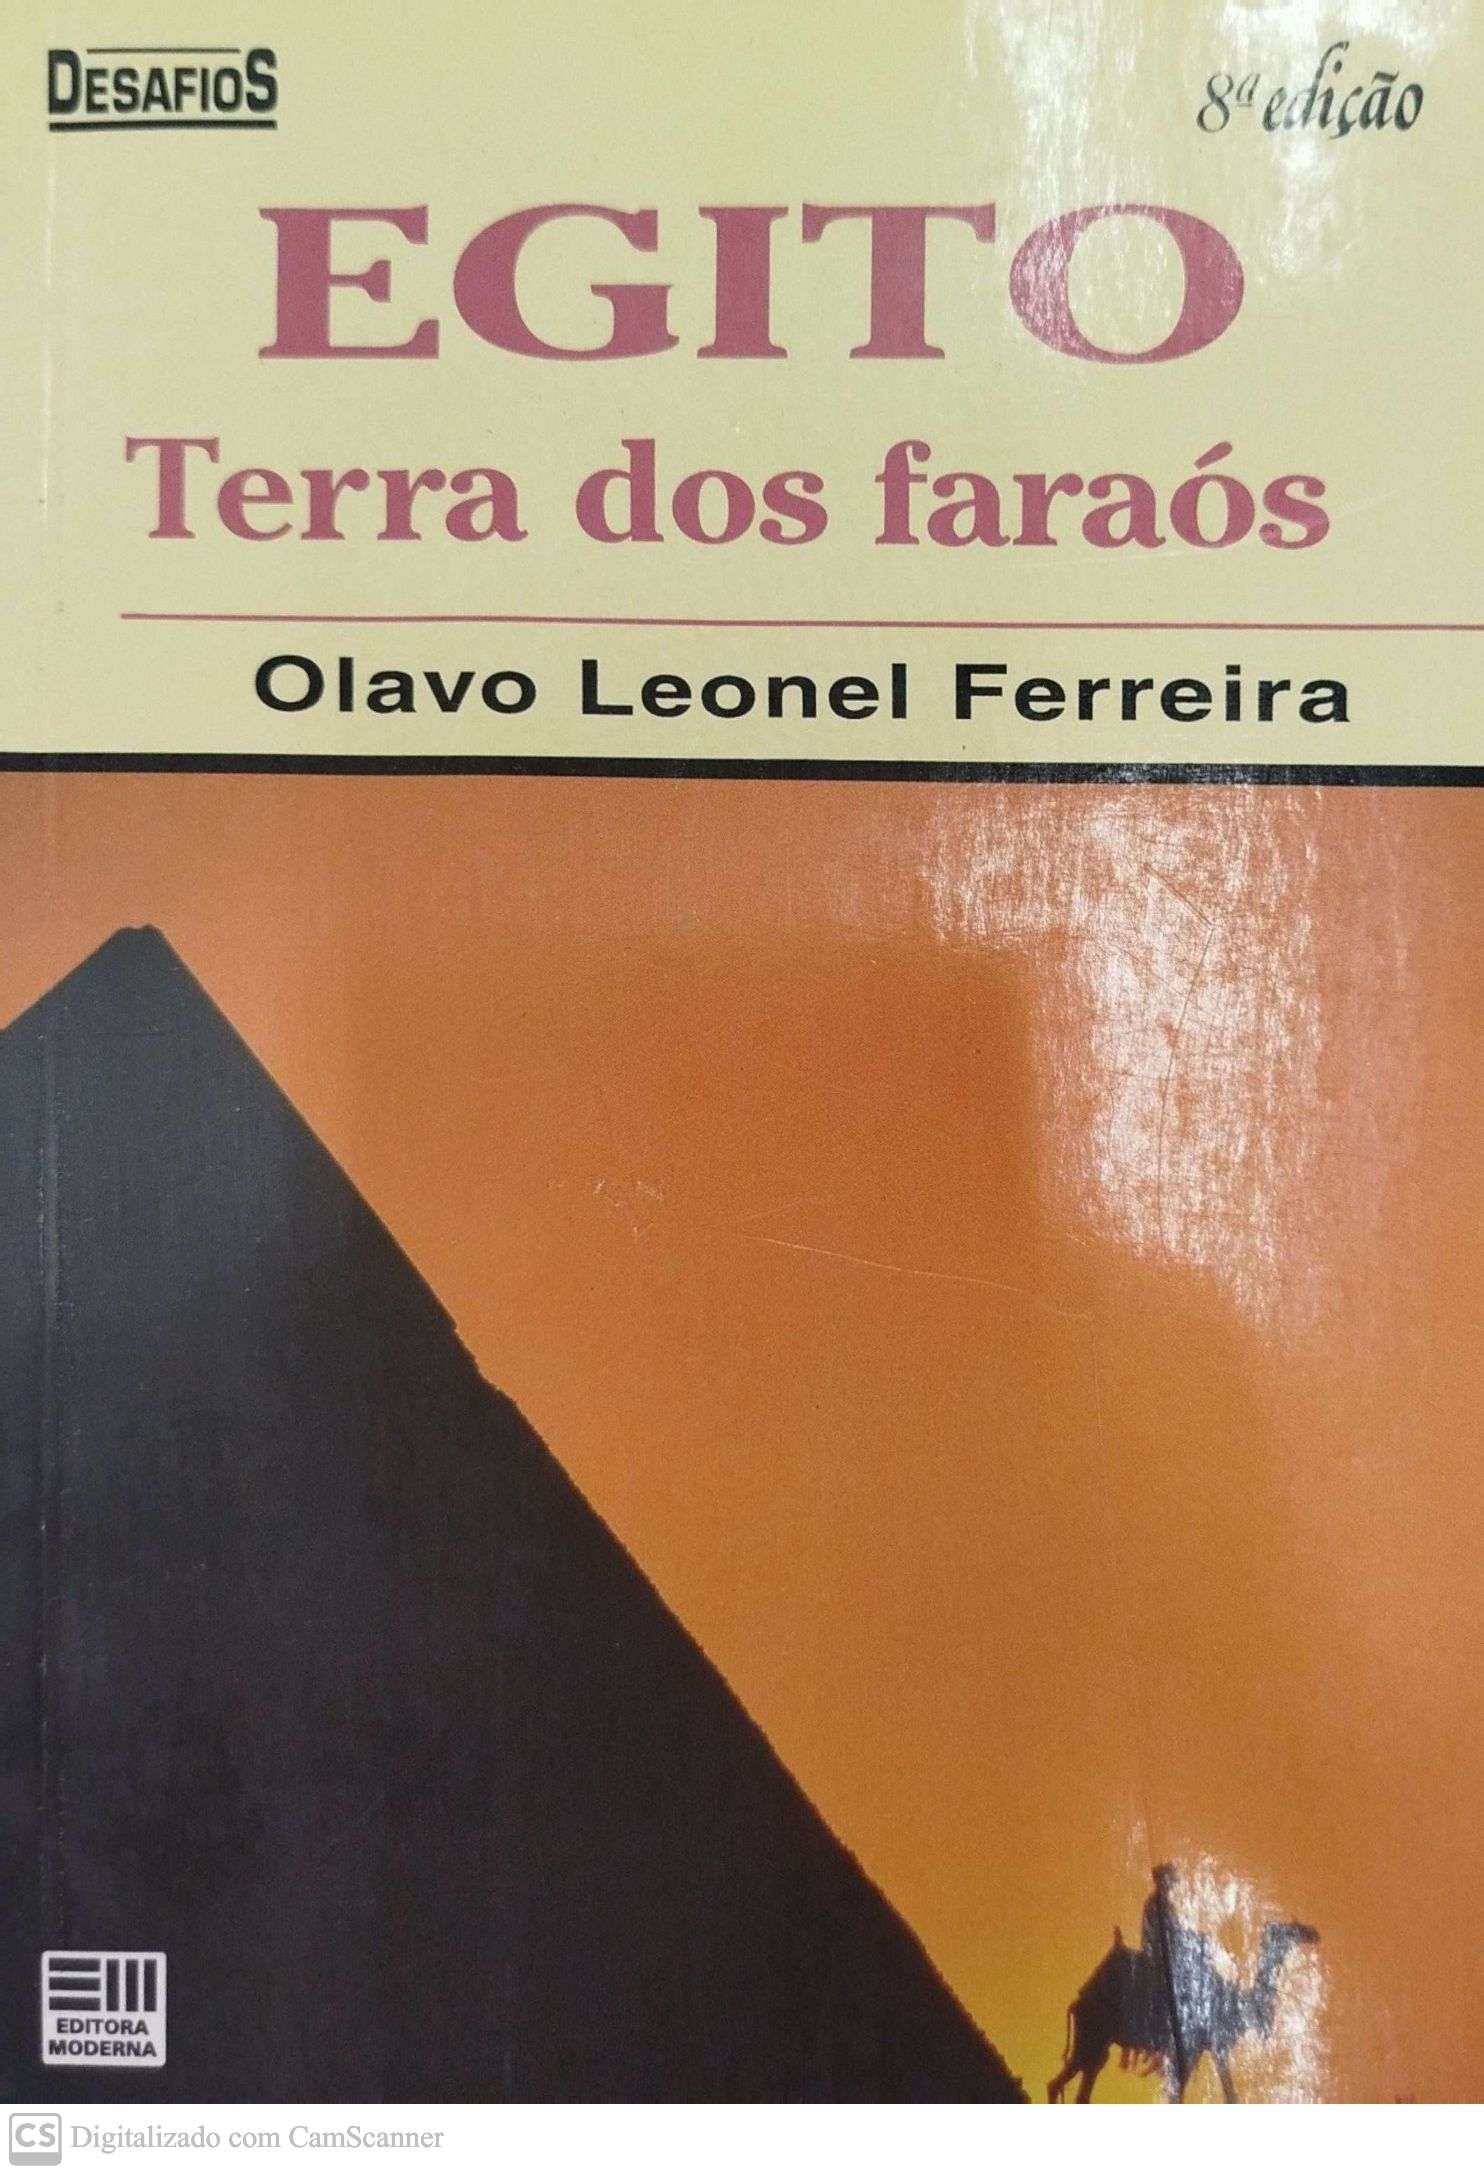 DESAFIOS
8ª edição
EGITO
Terra dos faraós
Olavo Leonel Ferreira
EDITORA
MODERNA
CS Digitalizado com CamScanner